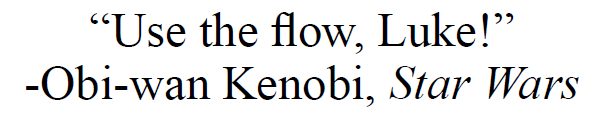 “Use the flow, Luke!”
-Obi-wan Kenobi, Star Wars